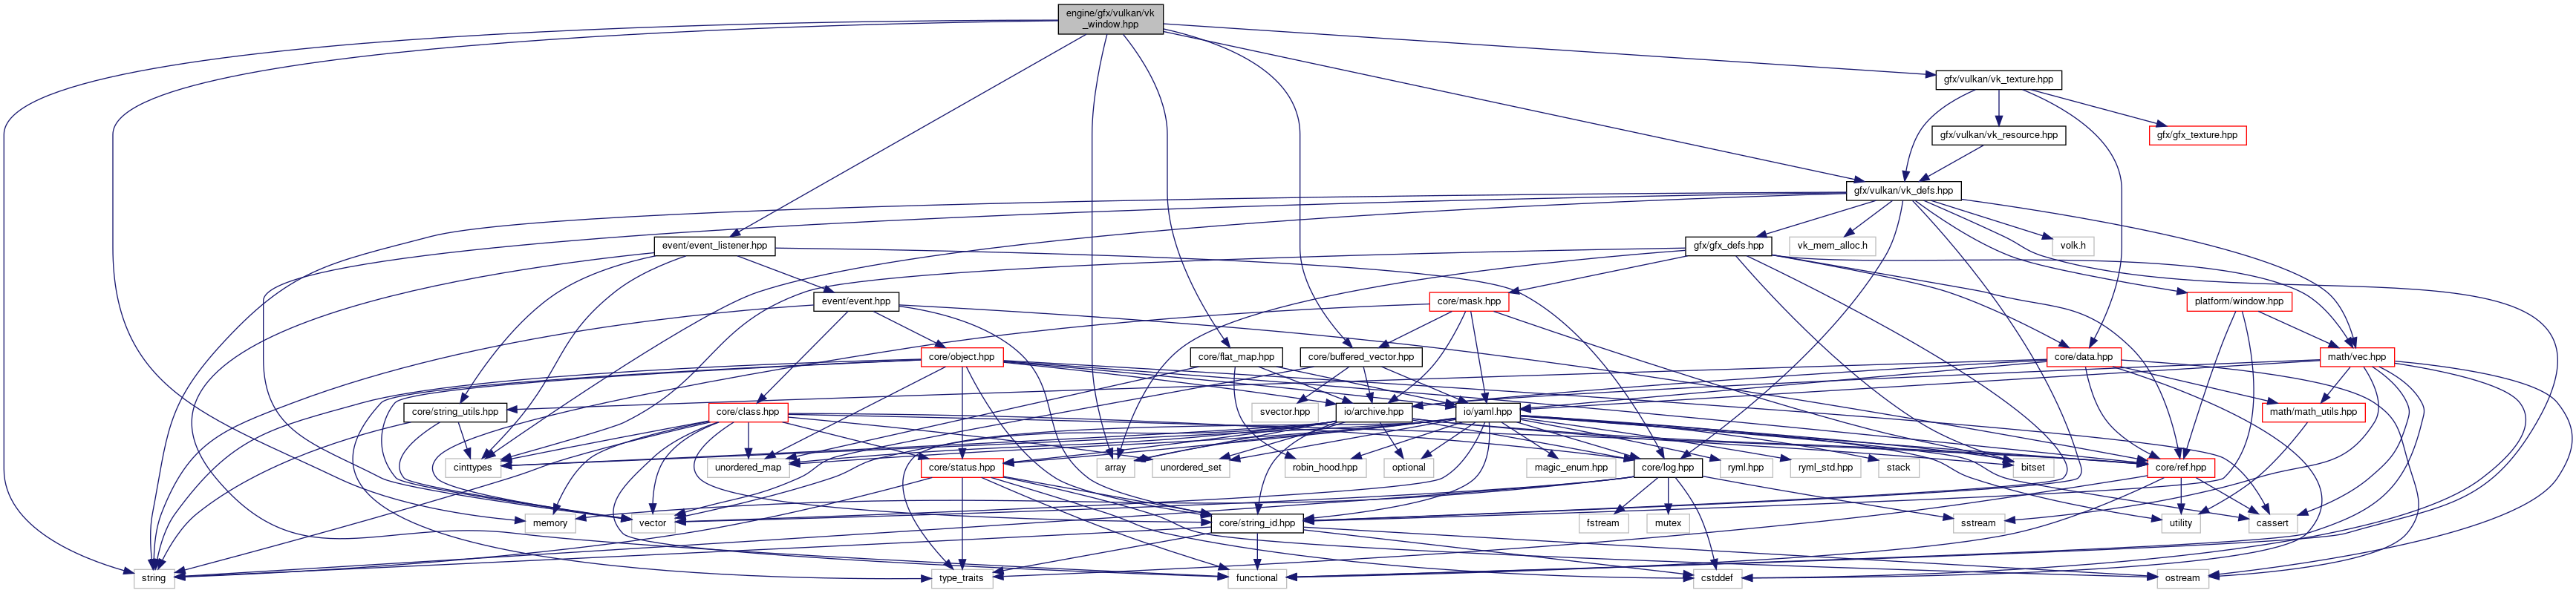 engine/gfx/vulkan/vk
_window.hpp
gfx/vulkan/vk_texture.hpp
gfx/vulkan/vk_resource.hpp
gfx/gfx_texture.hpp
gfx/vulkan/vk_defs.hpp
event/event_listener.hpp
gfx/gfx_defs.hpp
vk_mem_alloc.h
volk.h
event/event.hpp
core/mask.hpp
platform/window.hpp
core/object.hpp
core/flat_map.hpp
core/buffered_vector.hpp
core/data.hpp
math/vec.hpp
core/string_utils.hpp
core/class.hpp
svector.hpp
io/archive.hpp
io/yaml.hpp
math/math_utils.hpp
cinttypes
unordered_map
core/status.hpp
array
unordered_set
robin_hood.hpp
optional
magic_enum.hpp
core/log.hpp
ryml.hpp
ryml_std.hpp
stack
bitset
core/ref.hpp
memory
vector
core/string_id.hpp
fstream
mutex
sstream
utility
cassert
string
type_traits
functional
cstddef
ostream